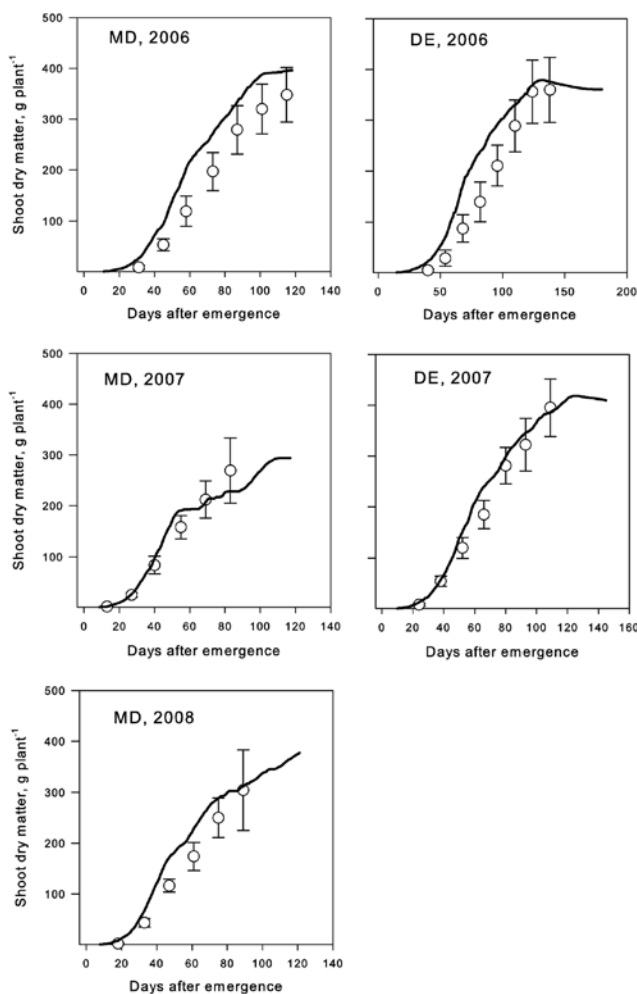 MD, 2006
Shoot dry matter, g plant⁻¹
500
400
300
200
100
0 20 40 60 80 100 120 140
Days after emergence
DE, 2006
0 50 100 150 200
Days after emergence
MD, 2007
Shoot dry matter, g plant⁻¹
500
400
300
200
100
0 20 40 60 80 100 120 140
Days after emergence
DE, 2007
0 20 40 60 80 100 120 140 160
Days after emergence
MD, 2008
Shoot dry matter, g plant⁻¹
500
400
300
200
100
0 20 40 60 80 100 120 140
Days after emergence